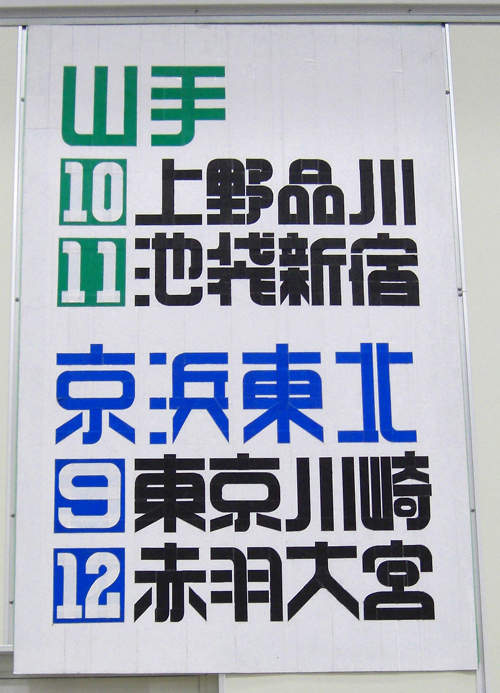 山手
10 上野品川
11 池袋新宿
京浜東北
9 東京川崎
12 赤羽大宮